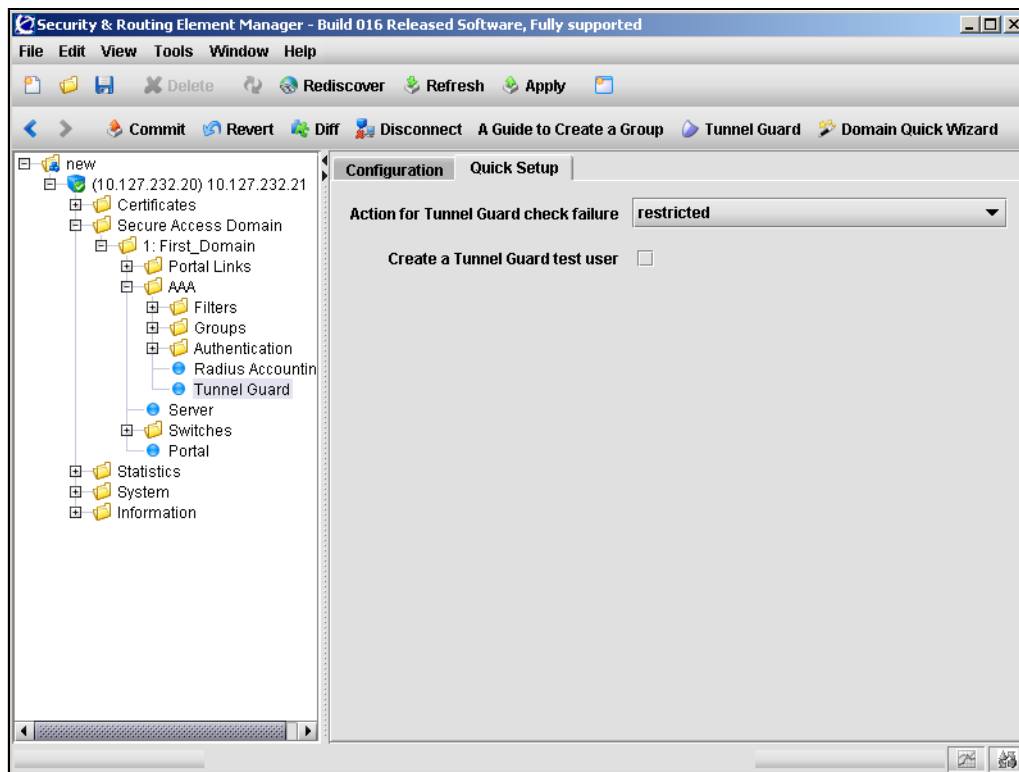 Security & Routing Element Manager - Build 016 Released Software, Fully supported
File Edit View Tools Window Help
Delete Rediscover Refresh Apply
Commit Revert Diff Disconnect A Guide to Create a Group Tunnel Guard Domain Quick Wizard
new
(10.127.232.20) 10.127.232.21
Certificates
Secure Access Domain
1: First_Domain
Portal Links
AAA
Filters
Groups
Authentication
Radius Accountin
Tunnel Guard
Server
Switches
Portal
Statistics
System
Information
Configuration Quick Setup
Action for Tunnel Guard check failure restricted
Create a Tunnel Guard test user